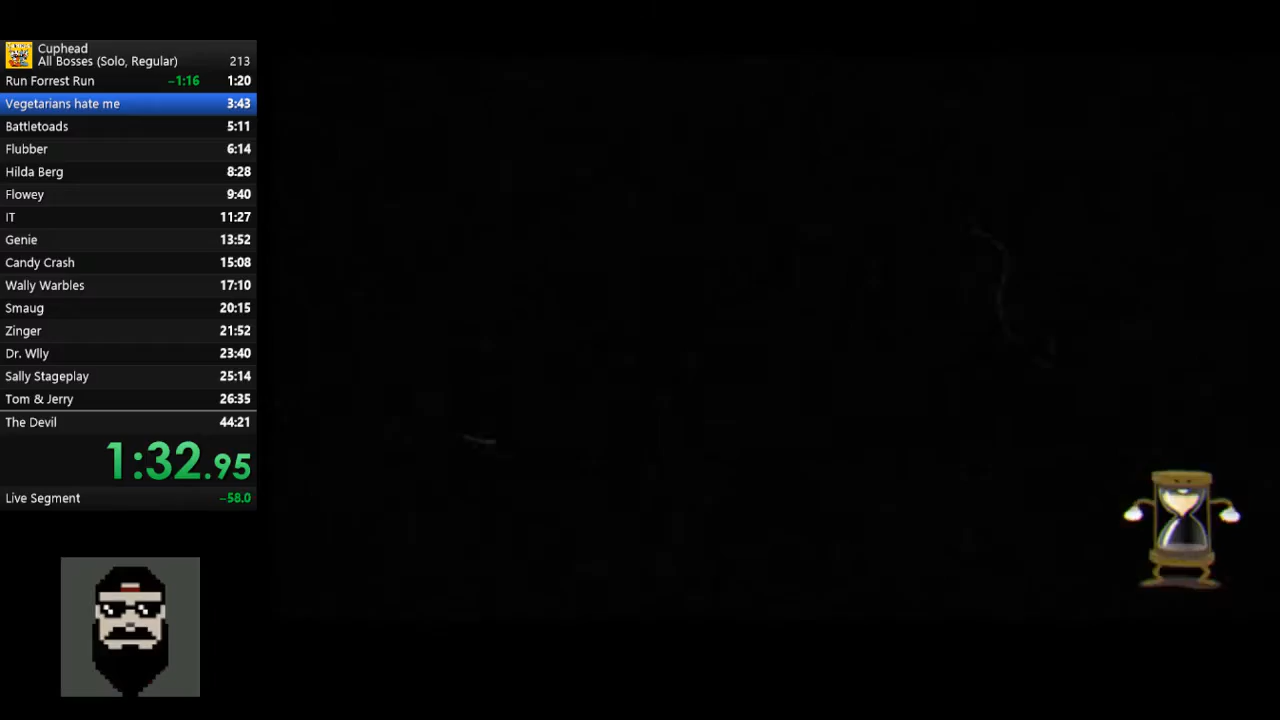 Cuphead
All Bosses (Solo, Regular) 213
Run Forrest Run −1:16 1:20
Vegetarians hate me 3:43
Battletoads 5:11
Flubber 6:14
Hilda Berg 8:28
Flowey 9:40
IT 11:27
Genie 13:52
Candy Crash 15:08
Wally Warbles 17:10
Smaug 20:15
Zinger 21:52
Dr. Wlly 23:40
Sally Stageplay 25:14
Tom & Jerry 26:35
The Devil 44:21
1:32.95
Live Segment −58.0